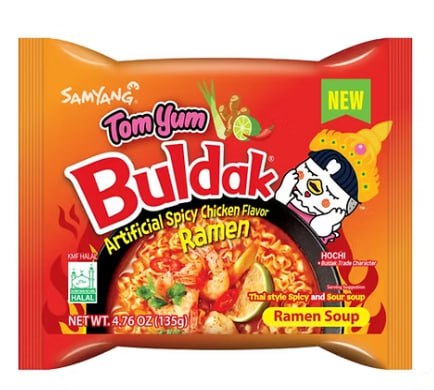 SAMYANG®
NEW
Tom Yum
Buldak®
Artificial Spicy Chicken Flavor
Ramen
KMF HALAL
HALAL
HOCHI
• Buldak Trade Character
Serving suggestion
Thai style Spicy and Sour soup
Ramen Soup
NET WT. 4.76 OZ (135g)